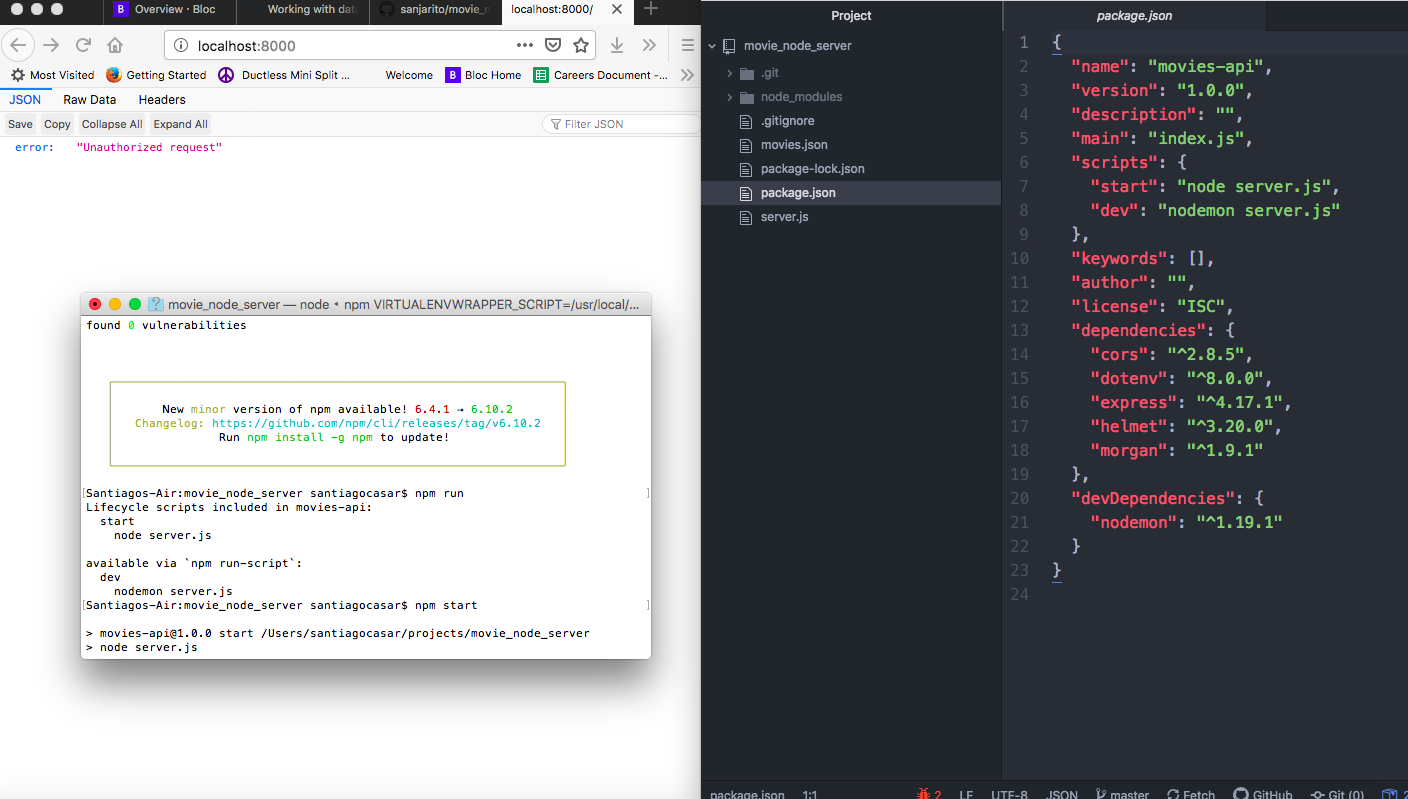 Overview · Bloc
Working with dat
sanjarito/movie_n
localhost:8000/
localhost:8000
Most Visited
Getting Started
Ductless Mini Split ...
Welcome
B Bloc Home
Careers Document -...
JSON
Raw Data
Headers
Save
Copy
Collapse All
Expand All
Filter JSON
error: "Unauthorized request"
movie_node_server — node ◂ npm VIRTUALENVWRAPPER_SCRIPT=/usr/local/...
found 0 vulnerabilities
New minor version of npm available! 6.4.1 → 6.10.2
Changelog: https://github.com/npm/cli/releases/tag/v6.10.2
Run npm install -g npm to update!
[Santiagos-Air:movie_node_server santiagocasar$ npm run ]
Lifecycle scripts included in movies-api:
start
node server.js
available via `npm run-script`:
dev
nodemon server.js
[Santiagos-Air:movie_node_server santiagocasar$ npm start ]
> movies-api@1.0.0 start /Users/santiagocasar/projects/movie_node_server
> node server.js
Project
movie_node_server
.git
node_modules
.gitignore
movies.json
package-lock.json
package.json
server.js
package.json
1 {
2 "name": "movies-api",
3 "version": "1.0.0",
4 "description": "",
5 "main": "index.js",
6 "scripts": {
7 "start": "node server.js",
8 "dev": "nodemon server.js"
9 },
10 "keywords": [],
11 "author": "",
12 "license": "ISC",
13 "dependencies": {
14 "cors": "^2.8.5",
15 "dotenv": "^8.0.0",
16 "express": "^4.17.1",
17 "helmet": "^3.20.0",
18 "morgan": "^1.9.1"
19 },
20 "devDependencies": {
21 "nodemon": "^1.19.1"
22 }
23 }
24
package.json 1:1
2 LF UTF-8 JSON master Fetch GitHub Git (0) 2